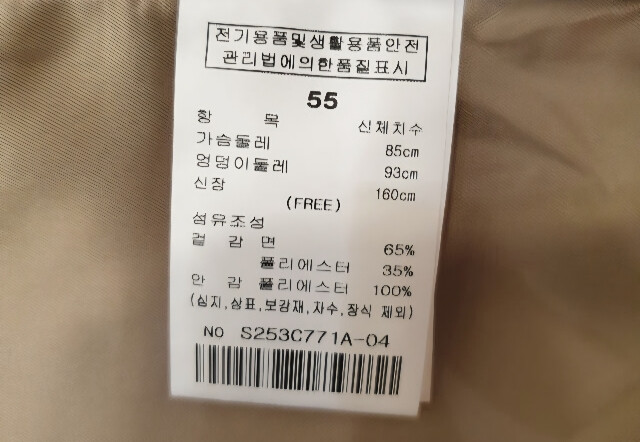 전기용품및생활용품안전
관리법에의한품질표시
55
항 목 신체치수
가슴둘레 85cm
엉덩이둘레 93cm
신장 160cm
(FREE)
섬유조성
겉 감 면 65%
폴리에스터 35%
안 감 폴리에스터 100%
(심지,상표,보강재,자수,장식 제외)
NO S253C771A-04